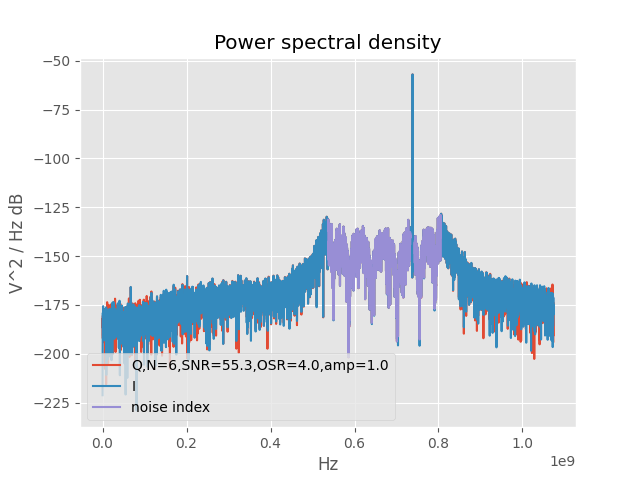 Power spectral density
V^2 / Hz dB
−50
−75
−100
−125
−150
−175
−200
−225
Q,N=6,SNR=55.3,OSR=4.0,amp=1.0
I
noise index
0.0 0.2 0.4 0.6 0.8 1.0
1e9
Hz